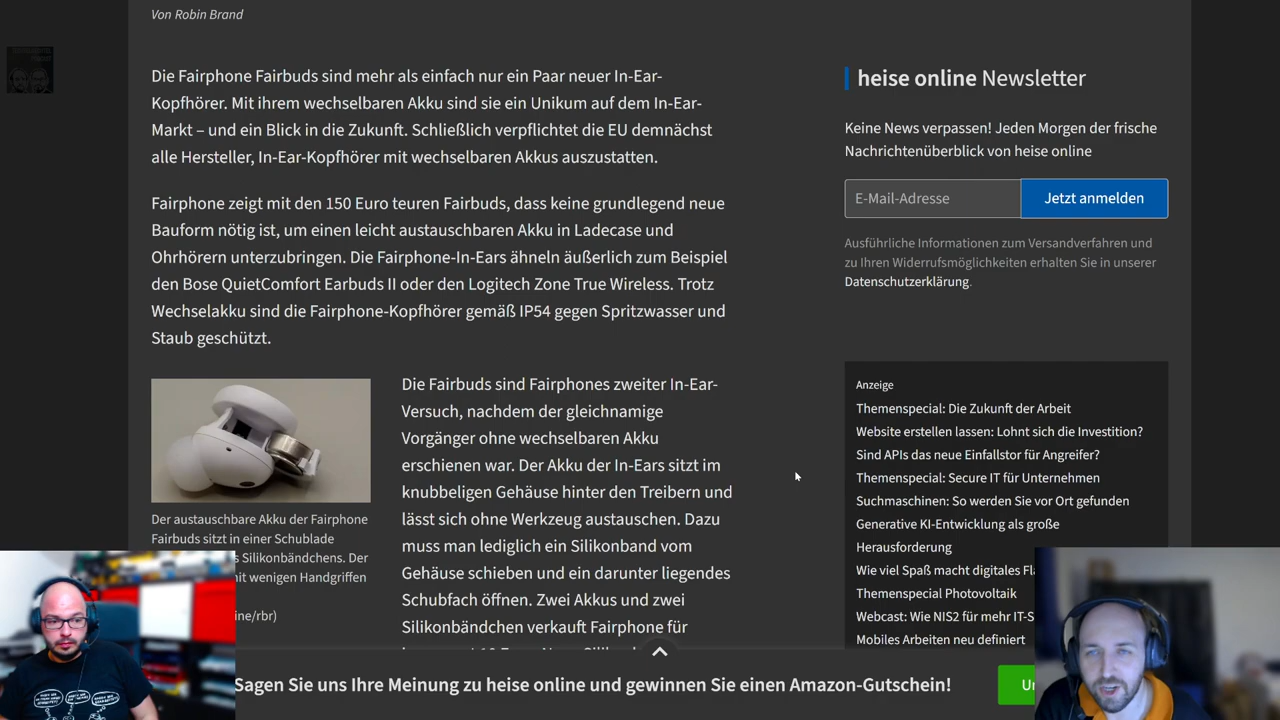 Von Robin Brand
Die Fairphone Fairbuds sind mehr als einfach nur ein Paar neuer In-Ear-
Kopfhörer. Mit ihrem wechselbaren Akku sind sie ein Unikum auf dem In-Ear-
Markt – und ein Blick in die Zukunft. Schließlich verpflichtet die EU demnächst
alle Hersteller, In-Ear-Kopfhörer mit wechselbaren Akkus auszustatten.
Fairphone zeigt mit den 150 Euro teuren Fairbuds, dass keine grundlegend neue
Bauform nötig ist, um einen leicht austauschbaren Akku in Ladecase und
Ohrhörern unterzubringen. Die Fairphone-In-Ears ähneln äußerlich zum Beispiel
den Bose QuietComfort Earbuds II oder den Logitech Zone True Wireless. Trotz
Wechselakku sind die Fairphone-Kopfhörer gemäß IP54 gegen Spritzwasser und
Staub geschützt.
Der austauschbare Akku der Fairphone
Fairbuds sitzt in einer Schublade
s Silikonbändchens. Der
mit wenigen Handgriffen
ine/rbr)
Die Fairbuds sind Fairphones zweiter In-Ear-
Versuch, nachdem der gleichnamige
Vorgänger ohne wechselbaren Akku
erschienen war. Der Akku der In-Ears sitzt im
knubbeligen Gehäuse hinter den Treibern und
lässt sich ohne Werkzeug austauschen. Dazu
muss man lediglich ein Silikonband vom
Gehäuse schieben und ein darunter liegendes
Schubfach öffnen. Zwei Akkus und zwei
Silikonbändchen verkauft Fairphone für
heise online Newsletter
Keine News verpassen! Jeden Morgen der frische
Nachrichtenüberblick von heise online
E-Mail-Adresse
Jetzt anmelden
Ausführliche Informationen zum Versandverfahren und
zu Ihren Widerrufsmöglichkeiten erhalten Sie in unserer
Datenschutzerklärung.
Anzeige
Themenspecial: Die Zukunft der Arbeit
Website erstellen lassen: Lohnt sich die Investition?
Sind APIs das neue Einfallstor für Angreifer?
Themenspecial: Secure IT für Unternehmen
Suchmaschinen: So werden Sie vor Ort gefunden
Generative KI-Entwicklung als große
Herausforderung
Wie viel Spaß macht digitales Fl
Themenspecial Photovoltaik
Webcast: Wie NIS2 für mehr IT-S
Mobiles Arbeiten neu definiert
Sagen Sie uns Ihre Meinung zu heise online und gewinnen Sie einen Amazon-Gutschein!